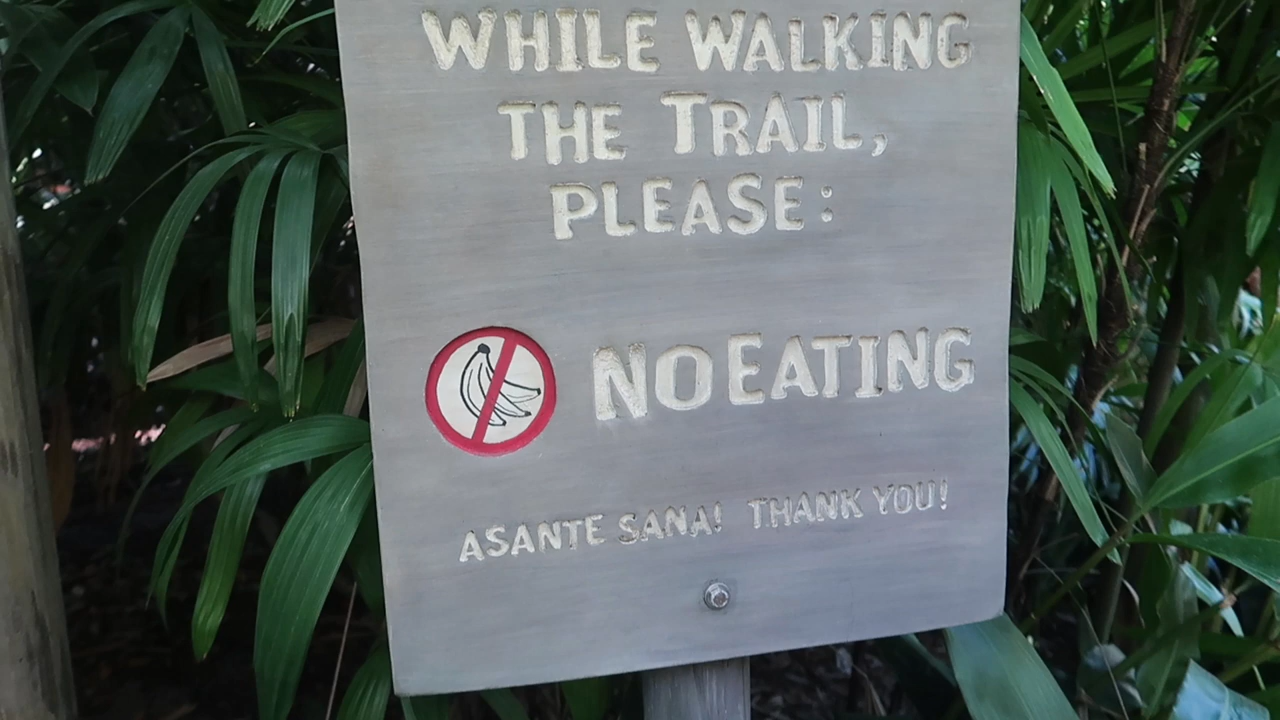 WHILE WALKING
THE TRAIL,
PLEASE:
NO EATING
ASANTE SANA! THANK YOU!